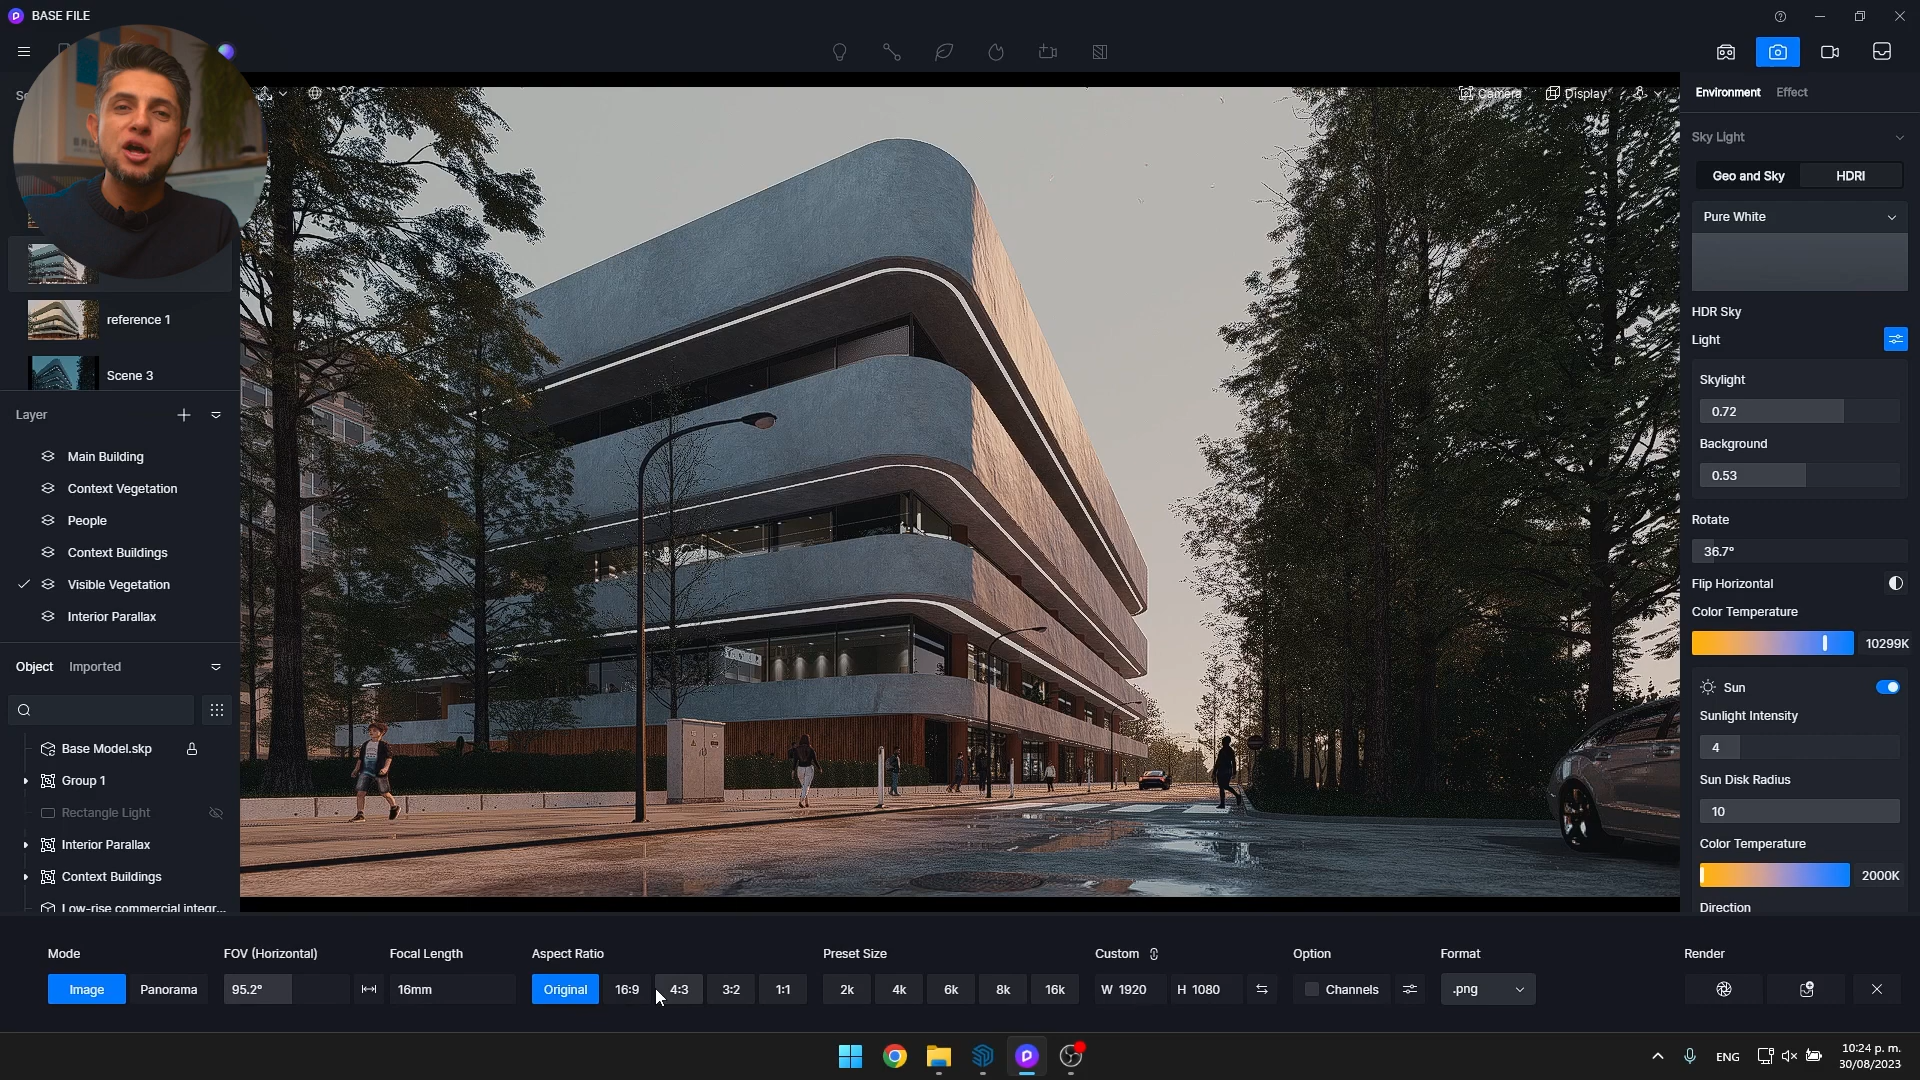 BASE FILE
Camera
Display
Environment
Effect
Sky Light
Geo and Sky
HDRI
Pure White
HDR Sky
Light
Skylight
0.72
Background
0.53
Rotate
36.7°
Flip Horizontal
Color Temperature
10299K
Sun
Sunlight Intensity
4
Sun Disk Radius
10
Color Temperature
2000K
Direction
reference 1
Scene 3
Layer
Main Building
Context Vegetation
People
Context Buildings
Visible Vegetation
Interior Parallax
Object
Imported
Base Model.skp
Group 1
Rectangle Light
Interior Parallax
Context Buildings
Low-rise commercial integr...
Mode
FOV (Horizontal)
Focal Length
Aspect Ratio
Preset Size
Custom
Option
Format
Render
Image
Panorama
95.2°
16mm
Original
16:9
4:3
3:2
1:1
2k
4k
6k
8k
16k
W 1920
H 1080
Channels
.png
ENG
10:24 p. m.
30/08/2023